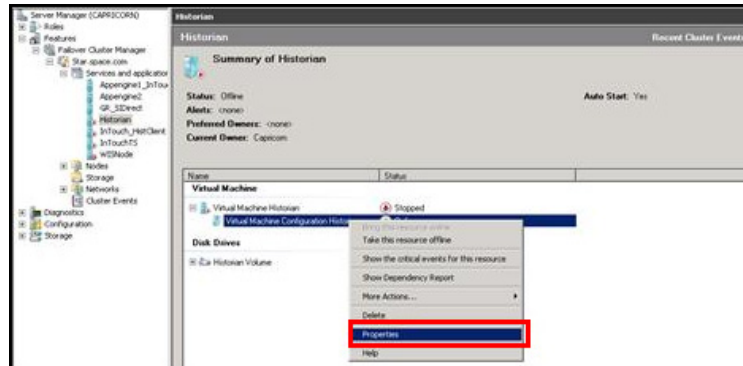 Server Manager (CAPRICORN)
Roles
Features
Failover Cluster Manager
Star.space.com
Services and application
Appengine1_InTou
Appengine2
GR_SIDirect
Historian
InTouch_HistClient
InTouchTS
WISNode
Nodes
Storage
Networks
Cluster Events
Diagnostics
Configuration
Storage
Historian
Historian
Recent Cluster Events
Summary of Historian
Status: Offline
Auto Start: Yes
Alerts: <none>
Preferred Owners: <none>
Current Owner: Capricorn
Name
Status
Virtual Machine
Virtual Machine Historian
Stopped
Virtual Machine Configuration Histor
Disk Drives
Historian Volume
Bring this resource online
Take this resource offline
Show the critical events for this resource
Show Dependency Report
More Actions...
Delete
Properties
Help